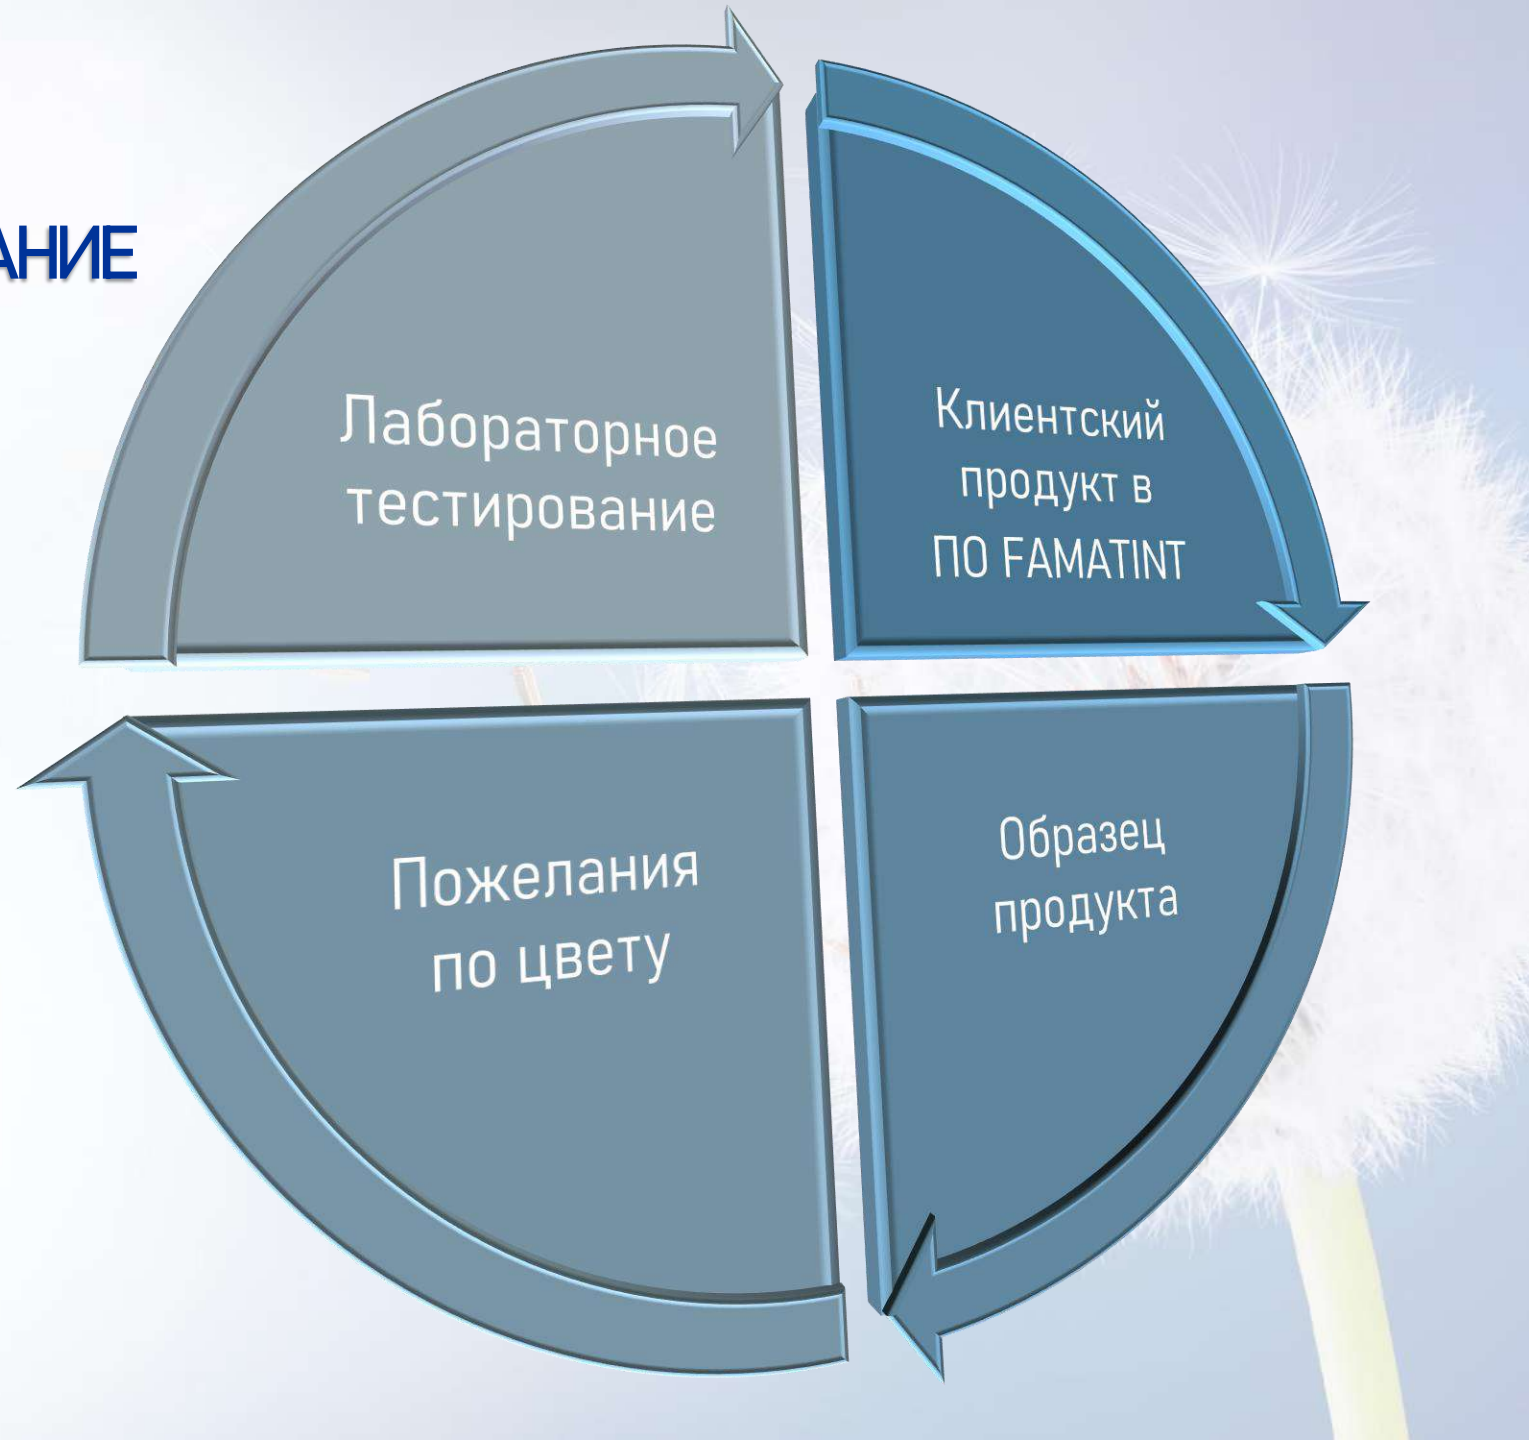 АНИЕ
Лабораторное
тестирование
Клиентский
продукт в
ПО FAMATINT
Пожелания
по цвету
Образец
продукта